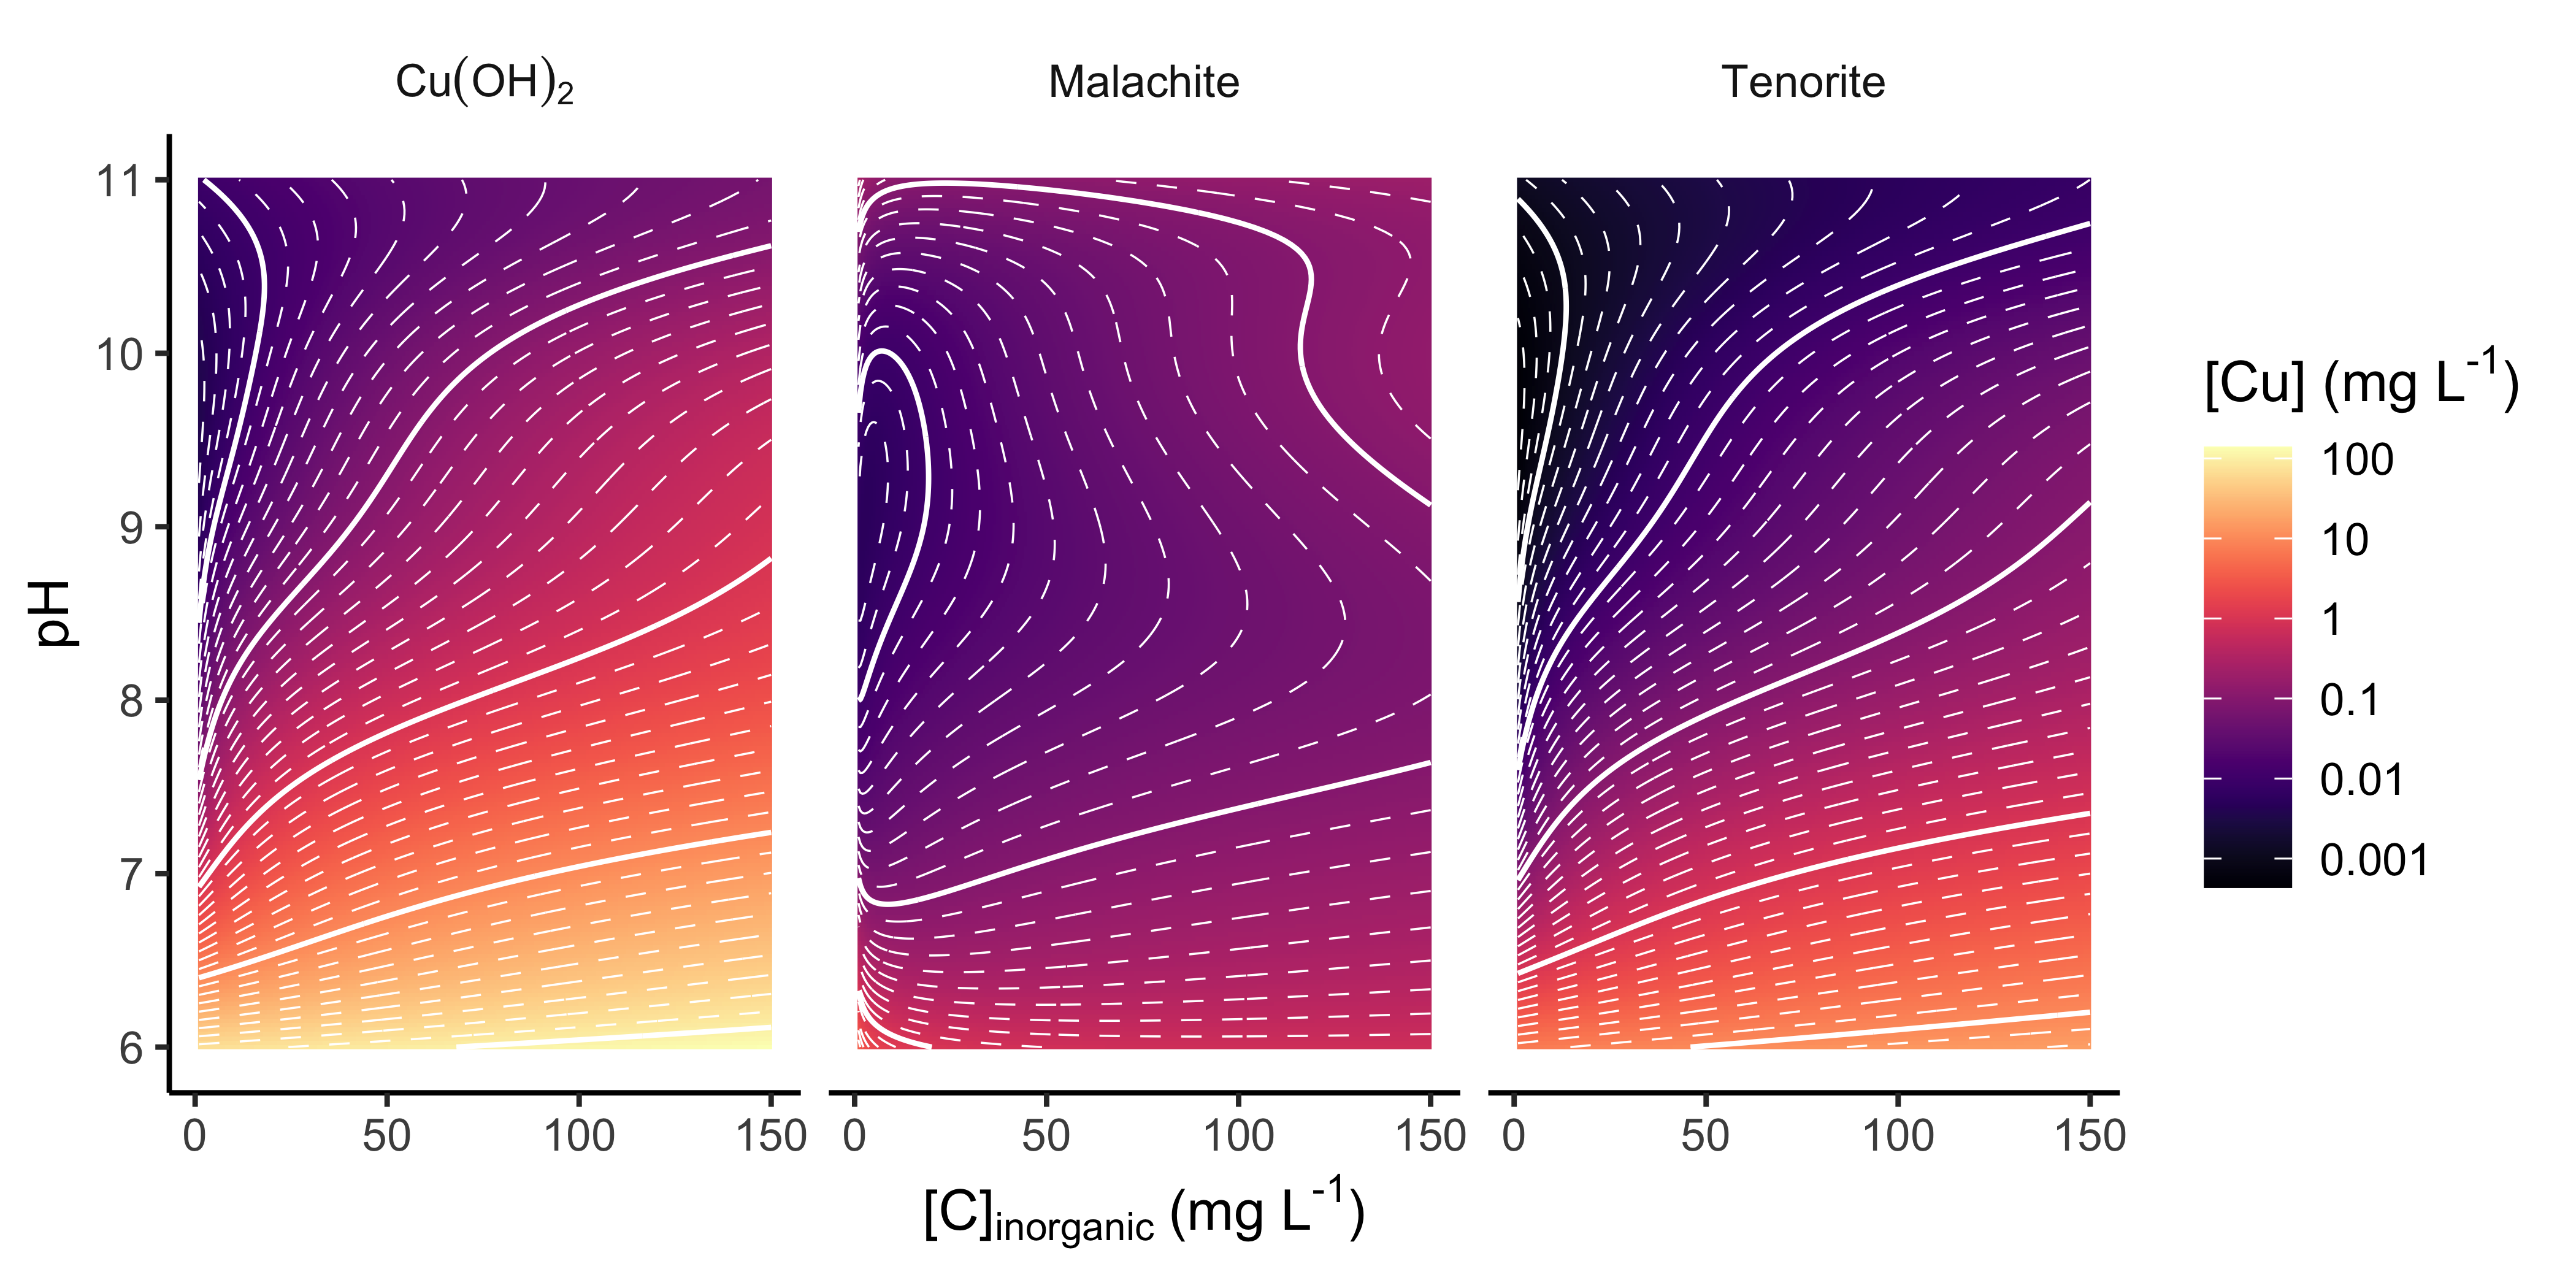 Cu(OH)₂ Malachite Tenorite
11
10
9
8
7
6
pH
0 50 100 150 0 50 100 150 0 50 100 150
[C]inorganic (mg L⁻¹)
[Cu] (mg L⁻¹)
100
10
1
0.1
0.01
0.001